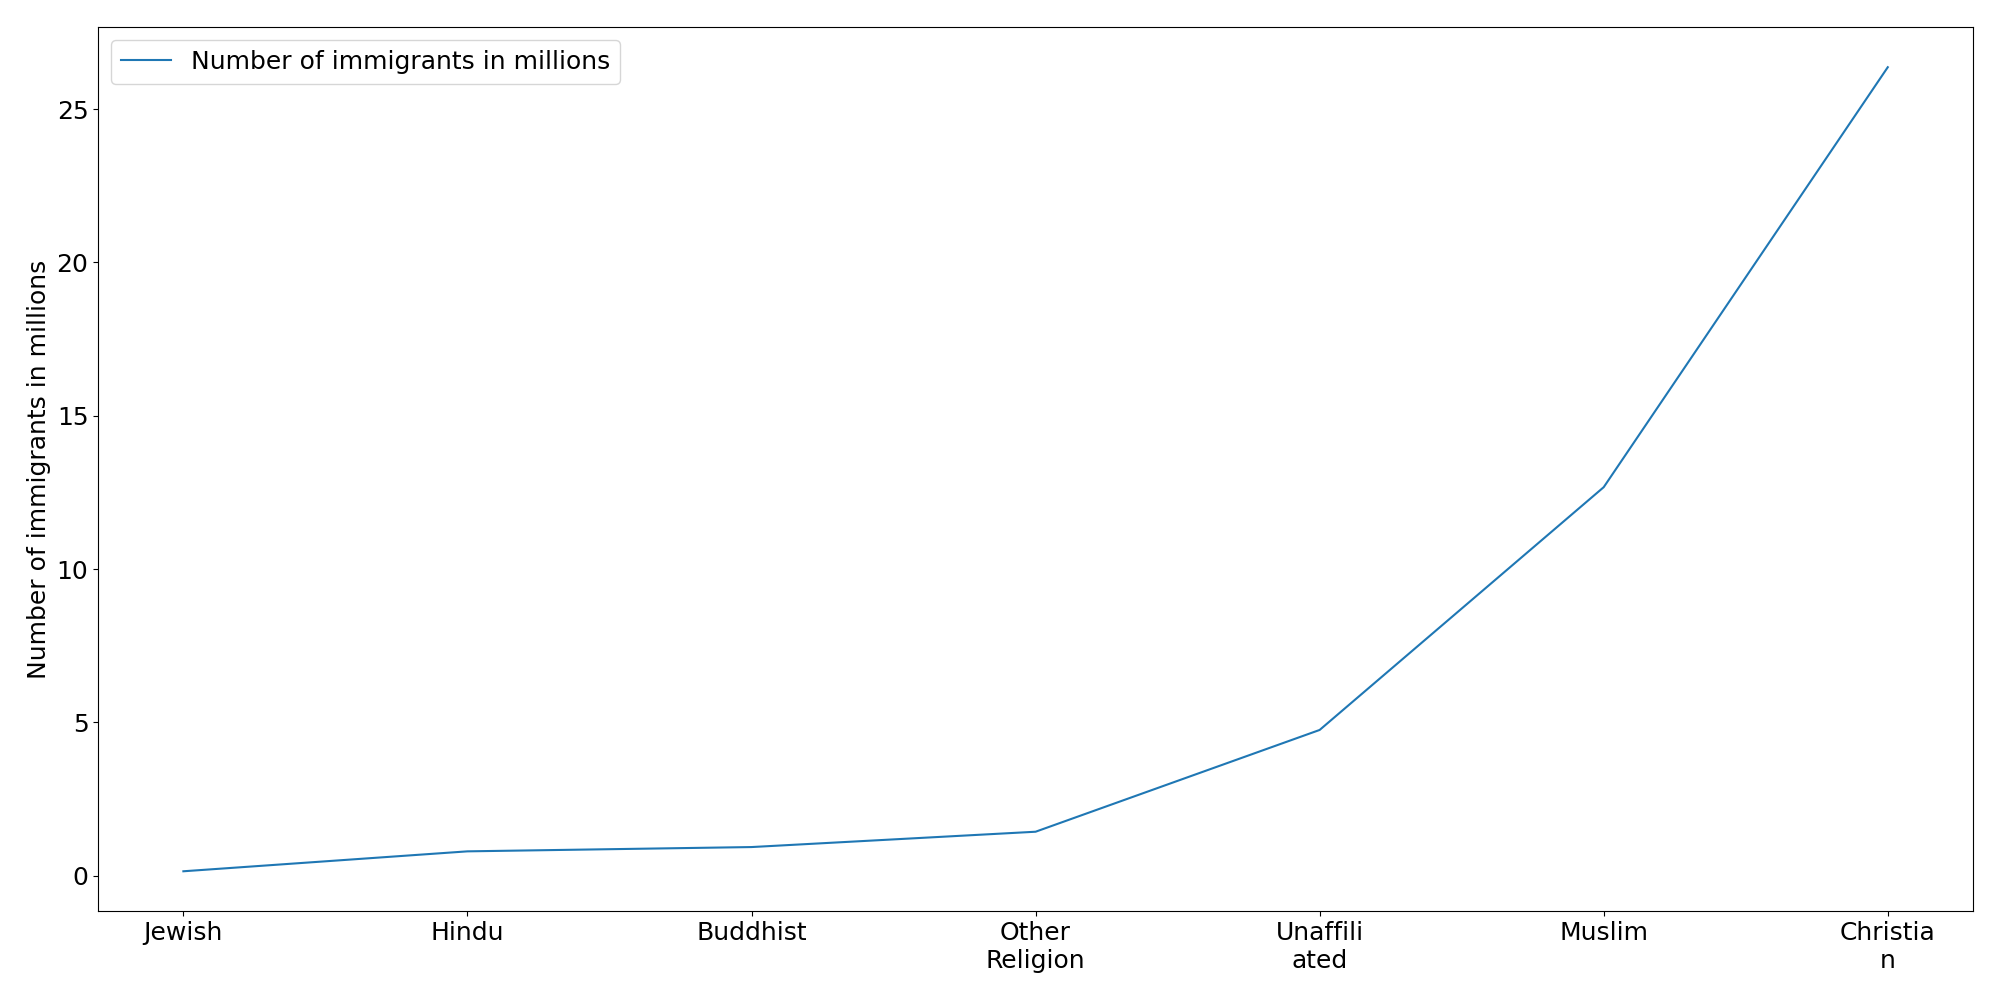 Number of immigrants in millions
Number of immigrants in millions
25
20
15
10
5
0
Jewish
Hindu
Buddhist
Other
Religion
Unaffili
ated
Muslim
Christia
n